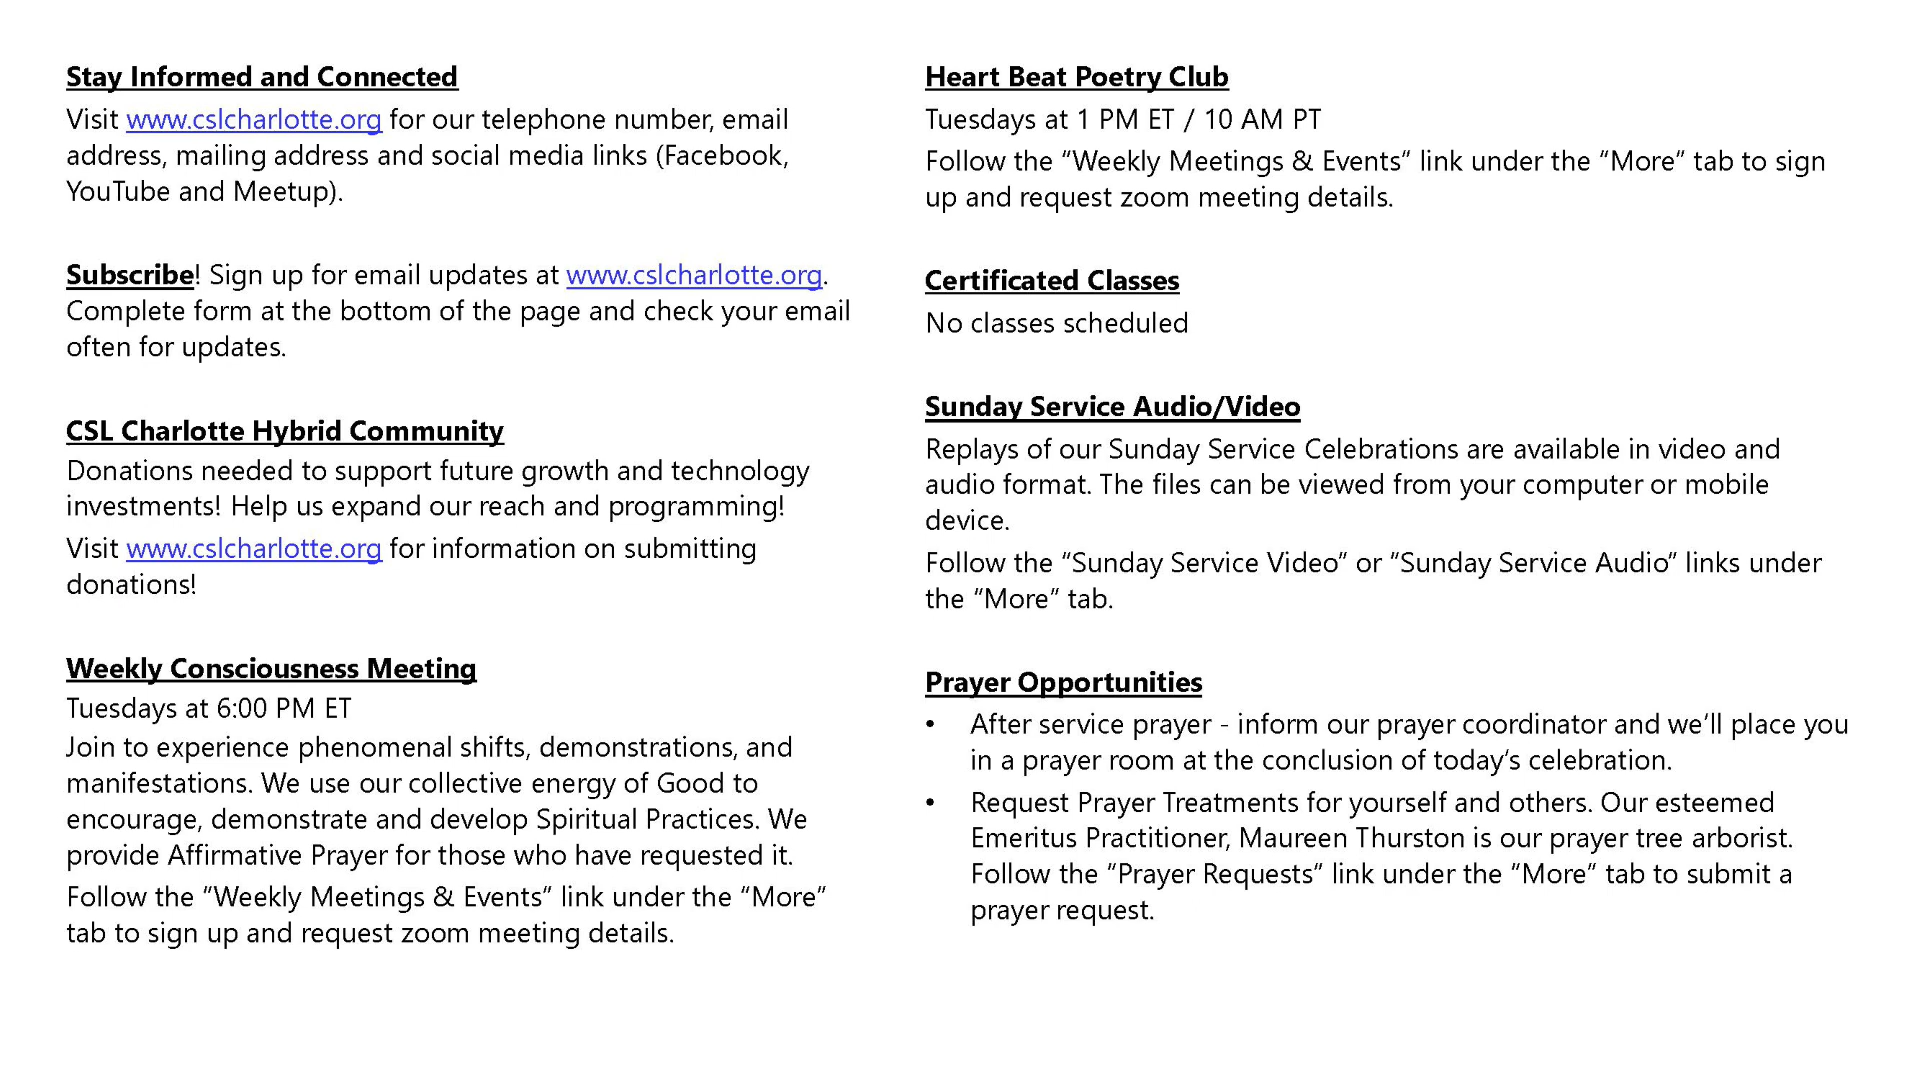 Stay Informed and Connected
Visit www.cslcharlotte.org for our telephone number, email
address, mailing address and social media links (Facebook,
YouTube and Meetup).
Subscribe! Sign up for email updates at www.cslcharlotte.org.
Complete form at the bottom of the page and check your email
often for updates.
CSL Charlotte Hybrid Community
Donations needed to support future growth and technology
investments! Help us expand our reach and programming!
Visit www.cslcharlotte.org for information on submitting
donations!
Weekly Consciousness Meeting
Tuesdays at 6:00 PM ET
Join to experience phenomenal shifts, demonstrations, and
manifestations. We use our collective energy of Good to
encourage, demonstrate and develop Spiritual Practices. We
provide Affirmative Prayer for those who have requested it.
Follow the “Weekly Meetings & Events” link under the “More”
tab to sign up and request zoom meeting details.
Heart Beat Poetry Club
Tuesdays at 1 PM ET / 10 AM PT
Follow the “Weekly Meetings & Events” link under the “More” tab to sign
up and request zoom meeting details.
Certificated Classes
No classes scheduled
Sunday Service Audio/Video
Replays of our Sunday Service Celebrations are available in video and
audio format. The files can be viewed from your computer or mobile
device.
Follow the “Sunday Service Video” or “Sunday Service Audio” links under
the “More” tab.
Prayer Opportunities
• After service prayer - inform our prayer coordinator and we’ll place you
in a prayer room at the conclusion of today’s celebration.
• Request Prayer Treatments for yourself and others. Our esteemed
Emeritus Practitioner, Maureen Thurston is our prayer tree arborist.
Follow the “Prayer Requests” link under the “More” tab to submit a
prayer request.